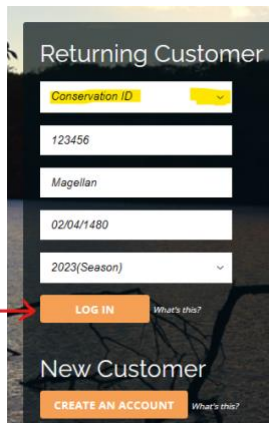 Returning Customer
Conservation ID
123456
Magellan
02/04/1480
2023(Season)
LOG IN What's this?
New Customer
CREATE AN ACCOUNT What's this?